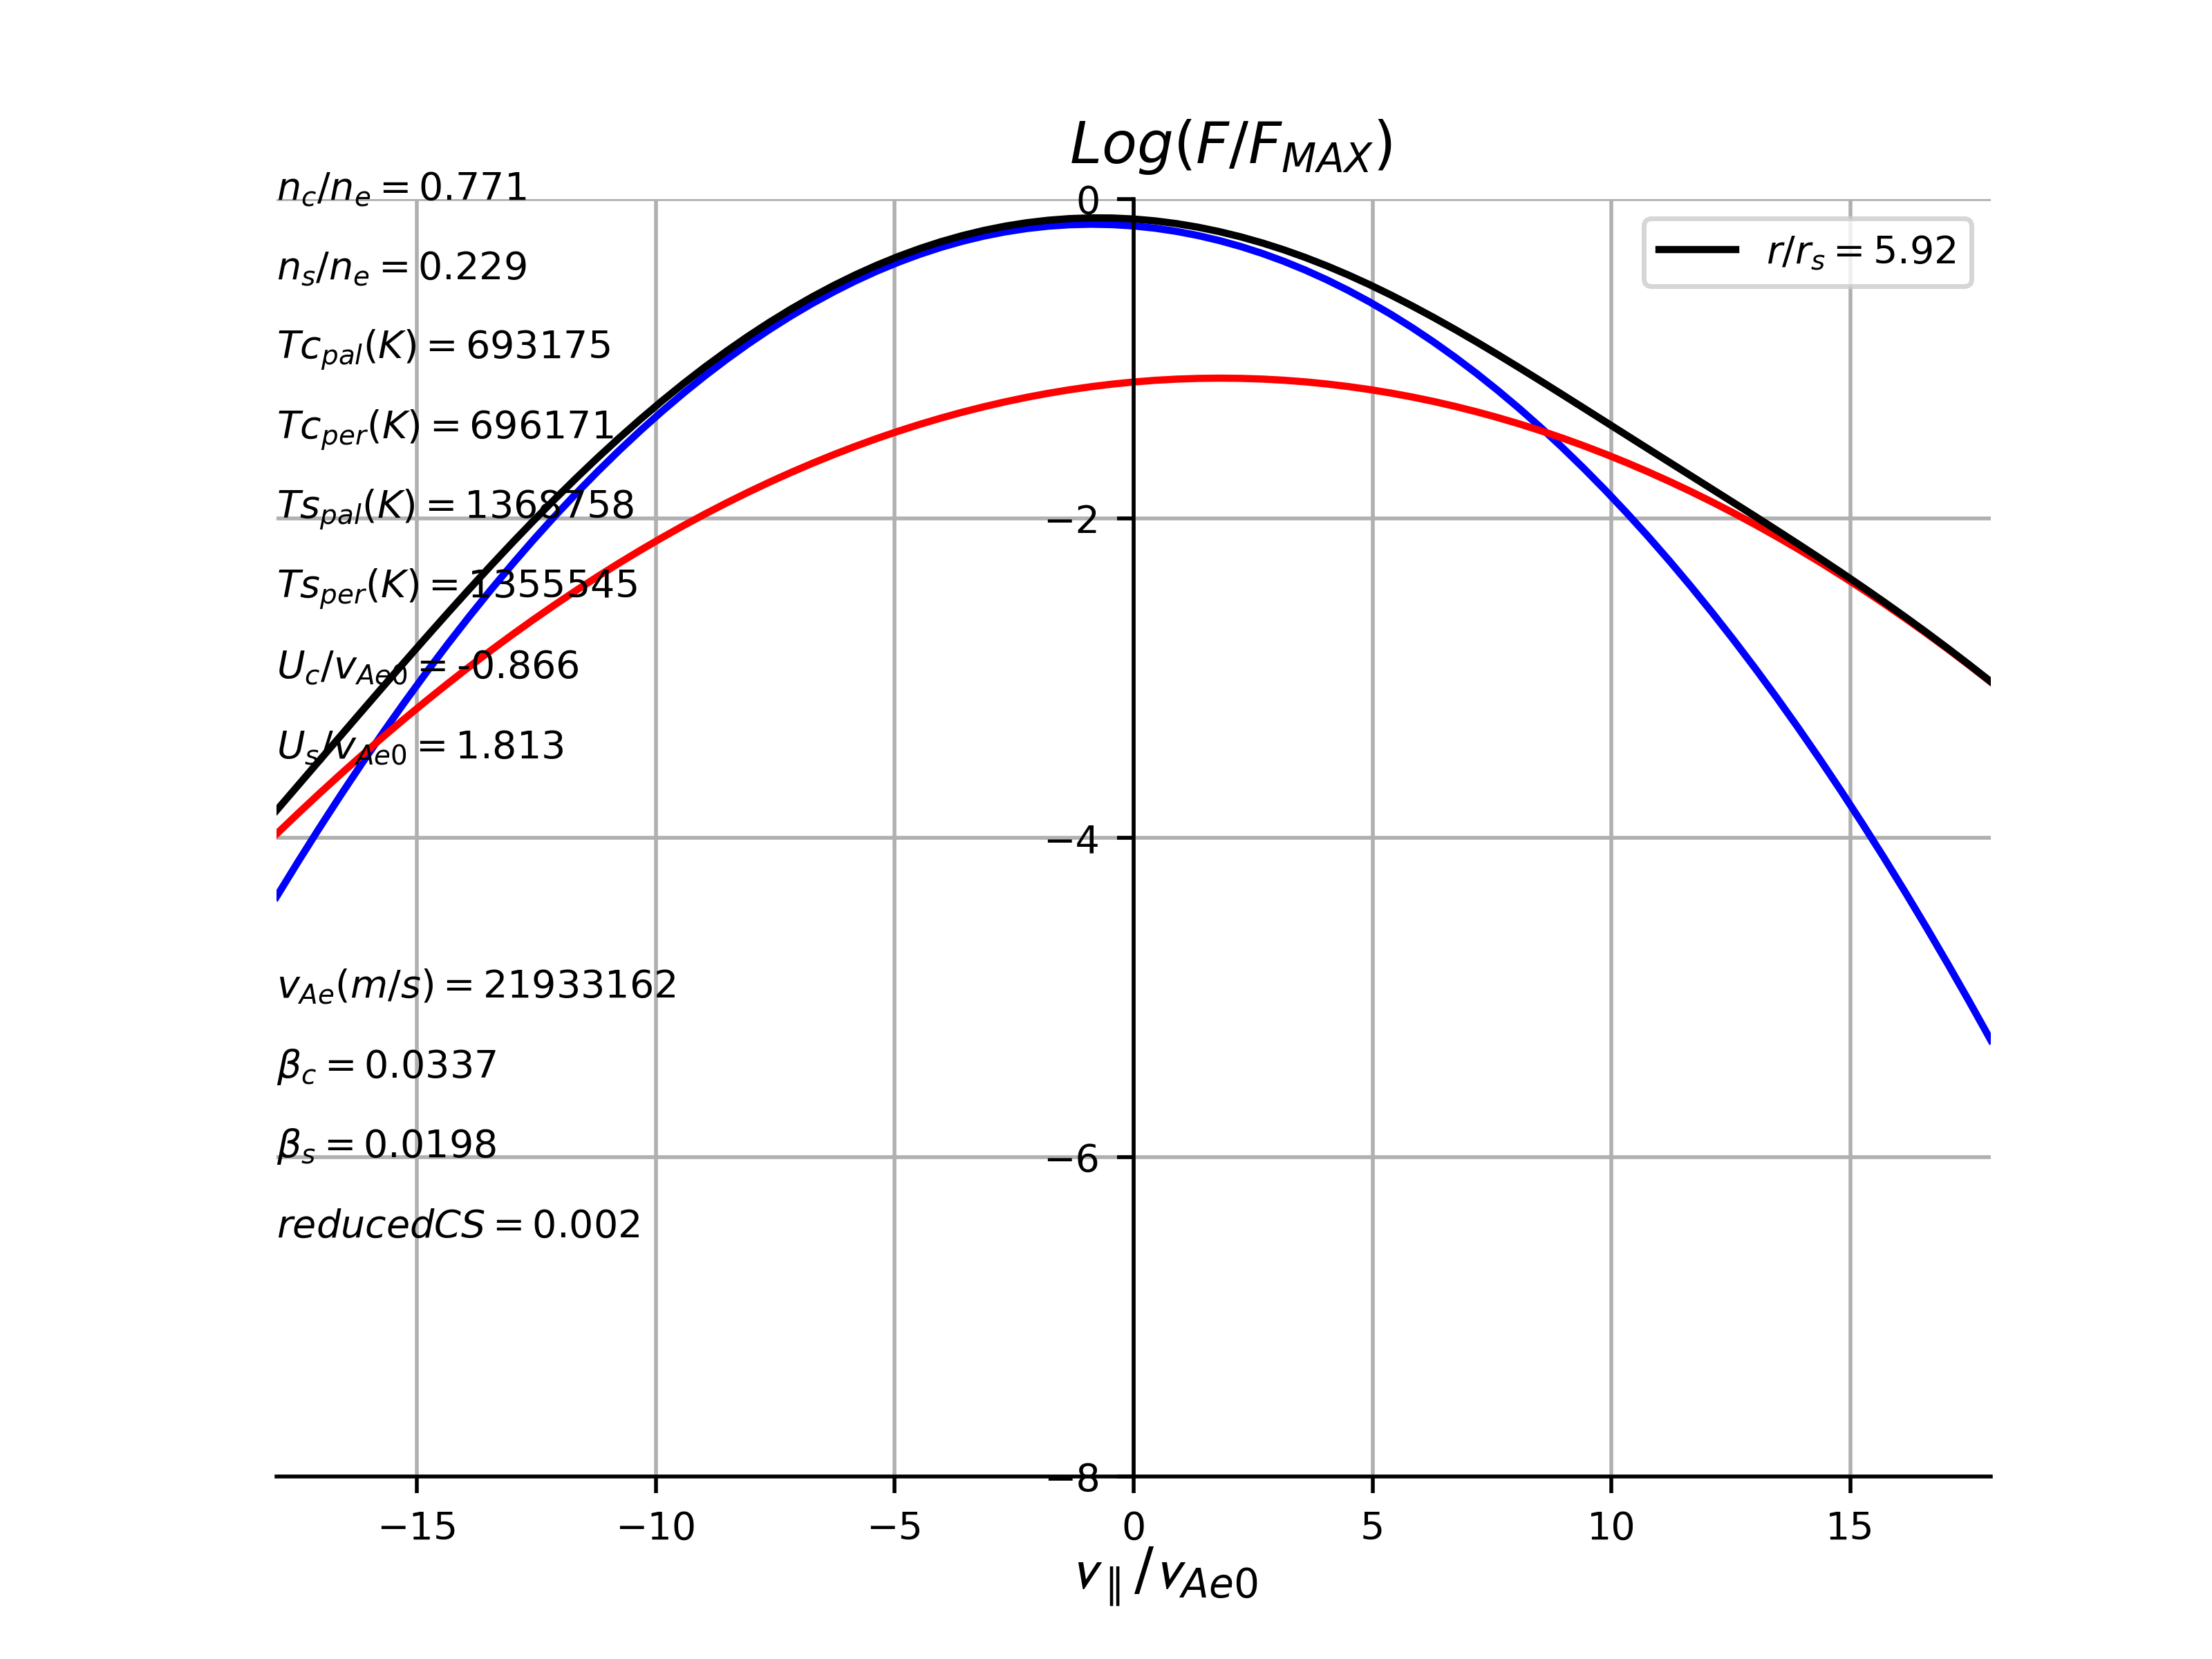 Log(F/F_MAX)
n_c/n_e = 0.771
n_s/n_e = 0.229
Tc_pal(K) = 693175
Tc_per(K) = 696171
Ts_pal(K) = 1368758
Ts_per(K) = 1355545
U_c/v_Ae0 = -0.866
U_s/v_Ae0 = 1.813
v_Ae(m/s) = 21933162
β_c = 0.0337
β_s = 0.0198
reducedCS = 0.002
r/r_s = 5.92
0
−2
−4
−6
−8
−15 −10 −5 0 5 10 15
v_∥/v_Ae0